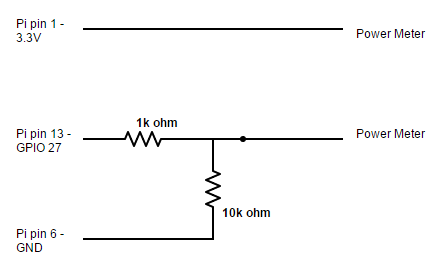 Pi pin 1 -
3.3V
Power Meter
1k ohm
Pi pin 13 -
GPIO 27
Power Meter
10k ohm
Pi pin 6 -
GND